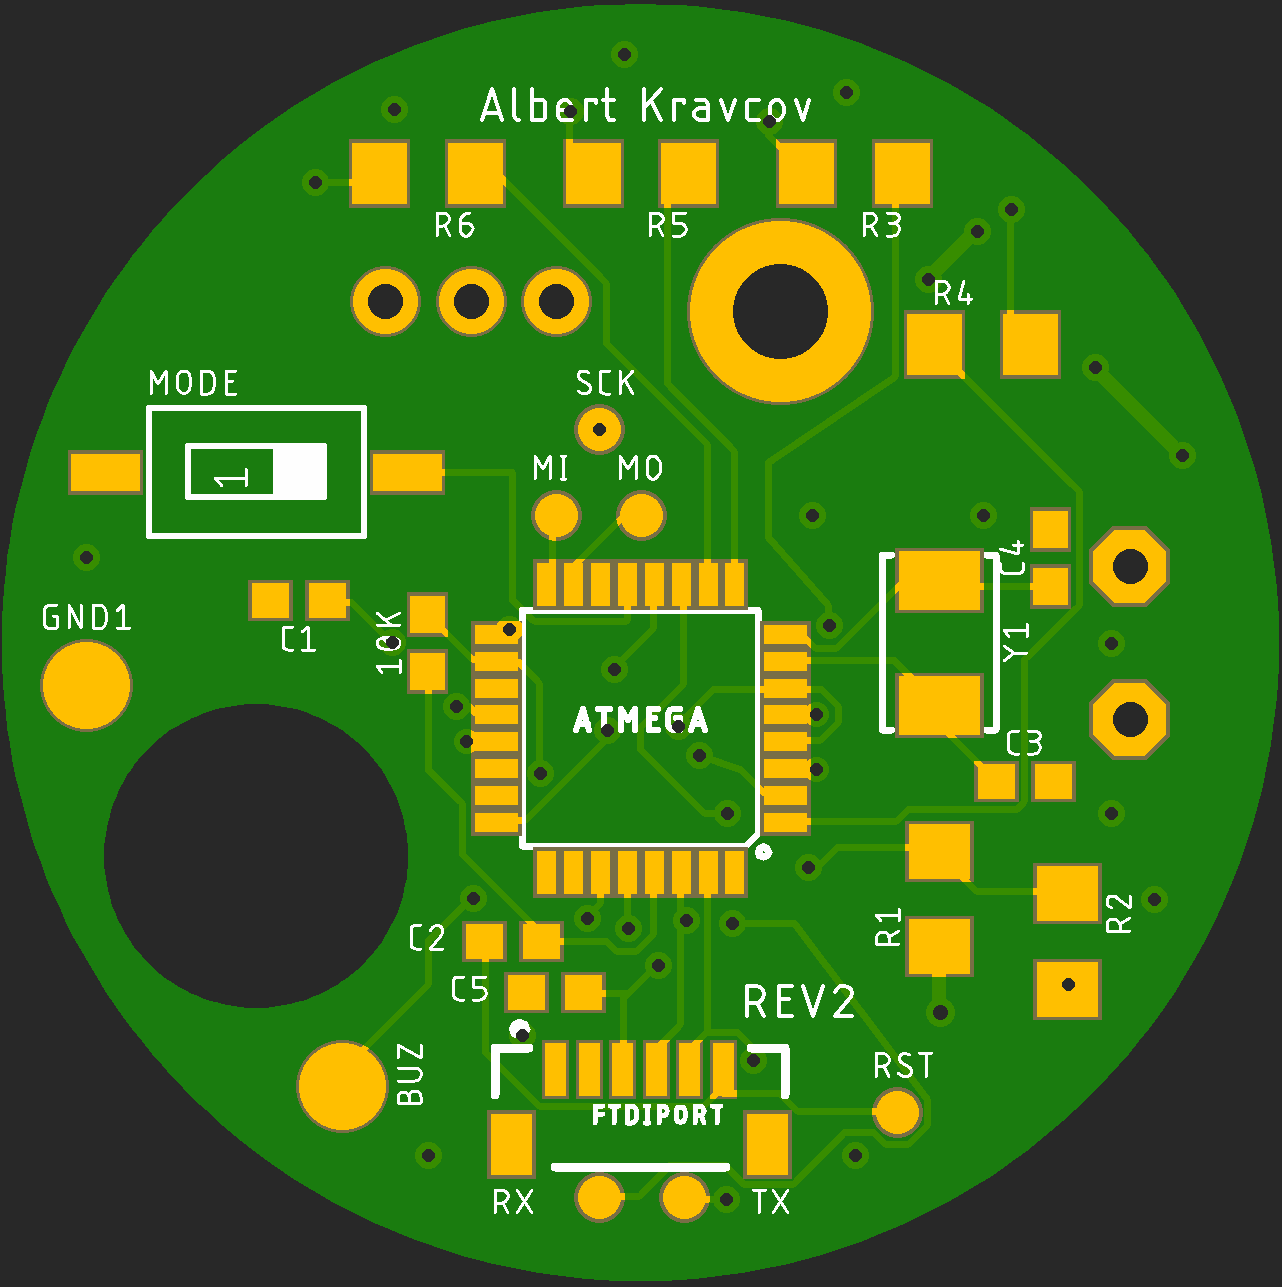 Albert Kravcov
R6
R5
R3
R4
MODE
SCK
1
MI
MO
C4
GND1
C1
10K
Y1
ATMEGA
C3
R1
R2
C2
C5
REV2
RST
BUZ
FTDIPORT
RX
TX